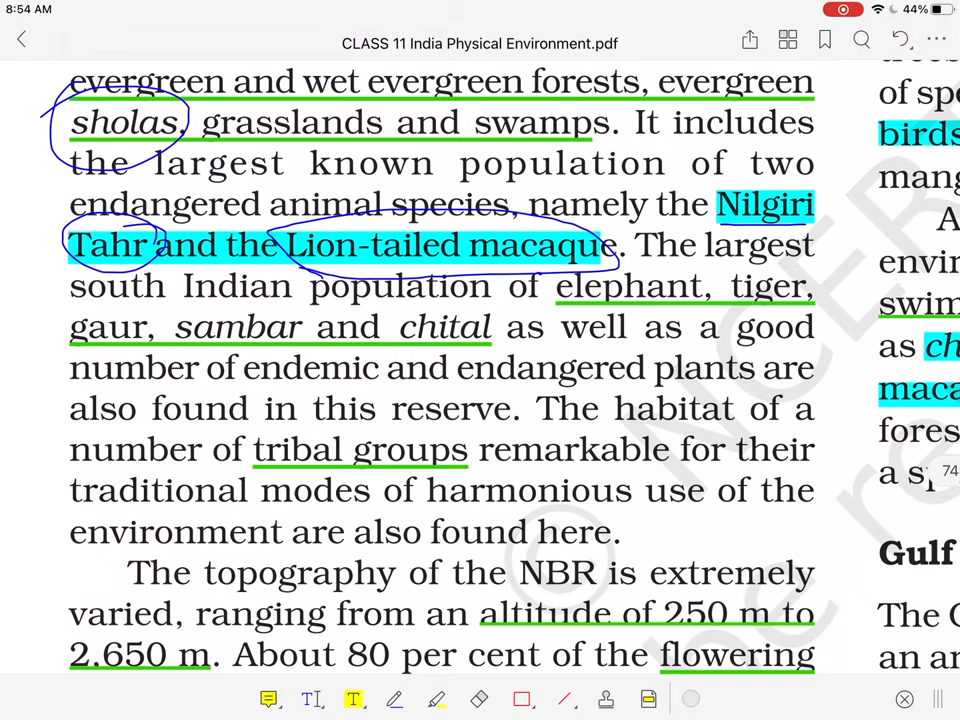 8:54 AM
44%
CLASS 11 India Physical Environment.pdf
evergreen and wet evergreen forests, evergreen
sholas, grasslands and swamps. It includes
the largest known population of two
endangered animal species, namely the Nilgiri
Tahr and the Lion-tailed macaque. The largest
south Indian population of elephant, tiger,
gaur, sambar and chital as well as a good
number of endemic and endangered plants are
also found in this reserve. The habitat of a
number of tribal groups remarkable for their
traditional modes of harmonious use of the
environment are also found here.
The topography of the NBR is extremely
varied, ranging from an altitude of 250 m to
2,650 m. About 80 per cent of the flowering
of spe
birds
mang
A
envir
swim
as ch
maca
fores
a sp
74
Gulf
The G
an ar
© NCER
he re